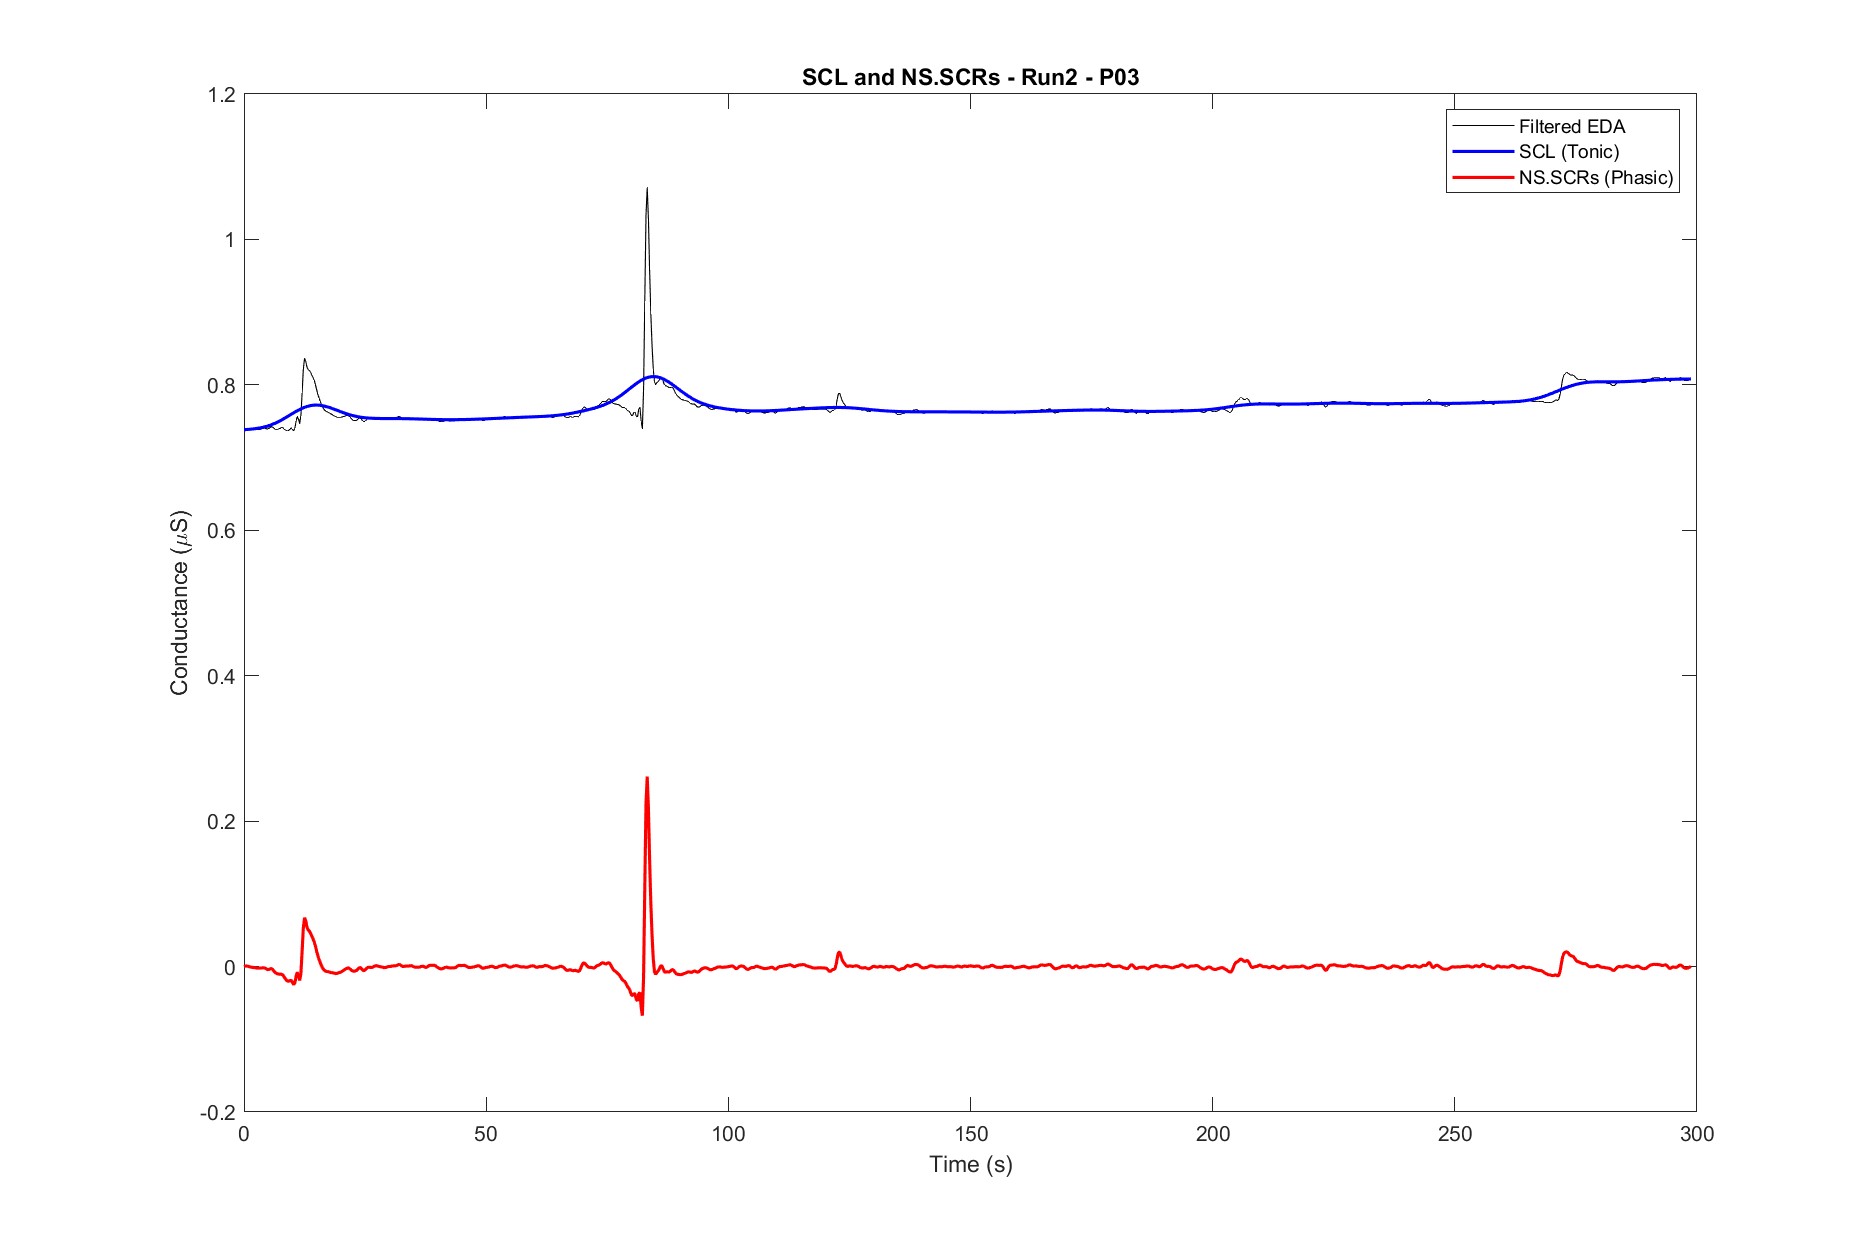 SCL and NS.SCRs - Run2 - P03
Filtered EDA
SCL (Tonic)
NS.SCRs (Phasic)
1.2
1
0.8
0.6
0.4
0.2
0
-0.2
Conductance (μS)
0 50 100 150 200 250 300
Time (s)